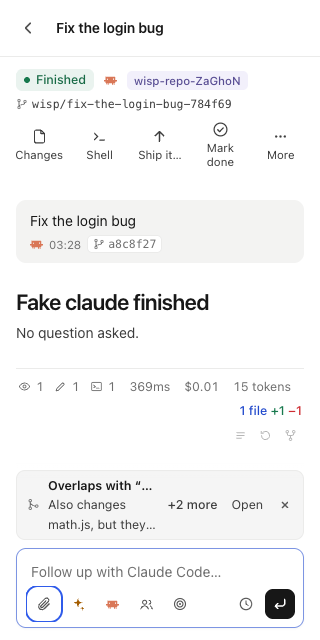 Fix the login bug
Finished
wisp-repo-ZaGhoN
wisp/fix-the-login-bug-784f69
Changes
Shell
Ship it…
Mark
done
More
Fix the login bug
03:28 a8c8f27
Fake claude finished
No question asked.
1 1 1 369ms $0.01 15 tokens
1 file +1 −1
Overlaps with “…
Also changes
math.js, but they…
+2 more Open ×
Follow up with Claude Code…